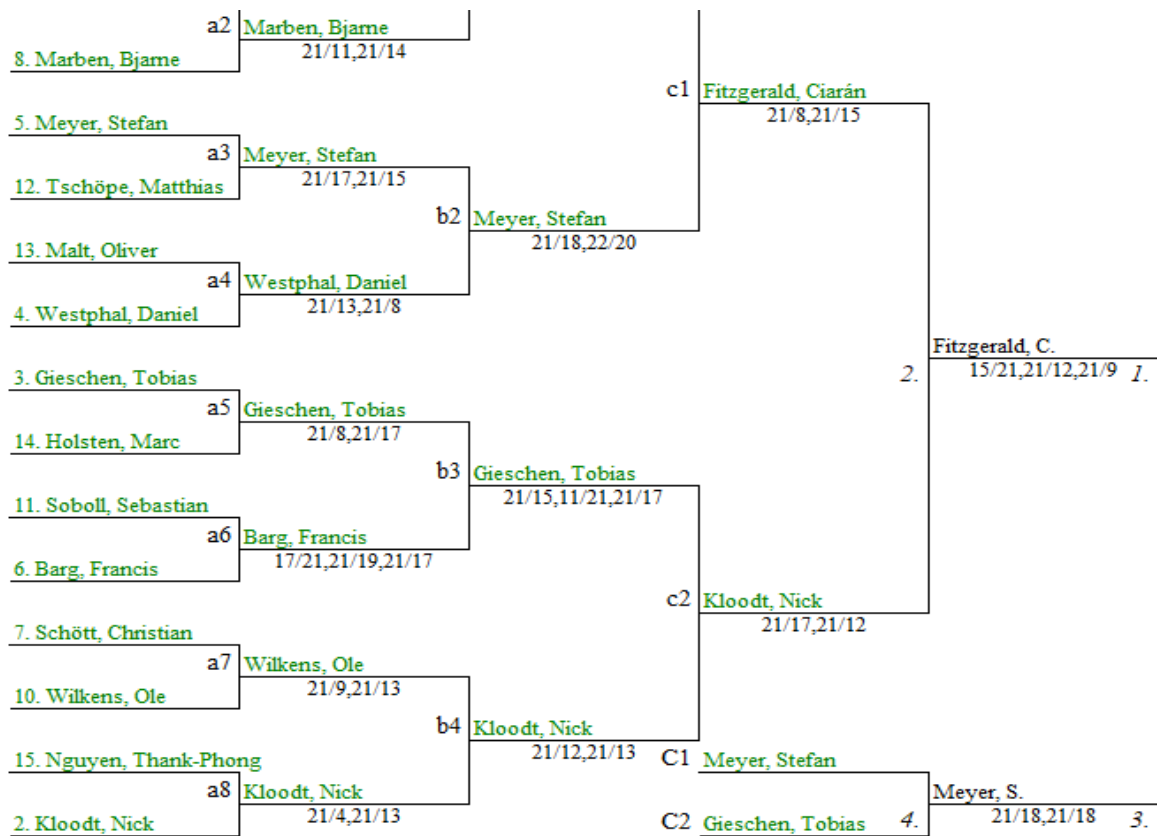 a2 Marben, Bjarne
21/11,21/14
8. Marben, Bjarne
c1 Fitzgerald, Ciarán
21/8,21/15
5. Meyer, Stefan
a3 Meyer, Stefan
21/17,21/15
12. Tschöpe, Matthias
b2 Meyer, Stefan
21/18,22/20
13. Malt, Oliver
a4 Westphal, Daniel
21/13,21/8
4. Westphal, Daniel
Fitzgerald, C.
2. 15/21,21/12,21/9 1.
3. Gieschen, Tobias
a5 Gieschen, Tobias
21/8,21/17
14. Holsten, Marc
b3 Gieschen, Tobias
21/15,11/21,21/17
11. Soboll, Sebastian
a6 Barg, Francis
17/21,21/19,21/17
6. Barg, Francis
c2 Kloodt, Nick
21/17,21/12
7. Schött, Christian
a7 Wilkens, Ole
21/9,21/13
10. Wilkens, Ole
b4 Kloodt, Nick
21/12,21/13
15. Nguyen, Thank-Phong
C1 Meyer, Stefan
a8 Kloodt, Nick
21/4,21/13
Meyer, S.
21/18,21/18 3.
2. Kloodt, Nick
C2 Gieschen, Tobias 4.